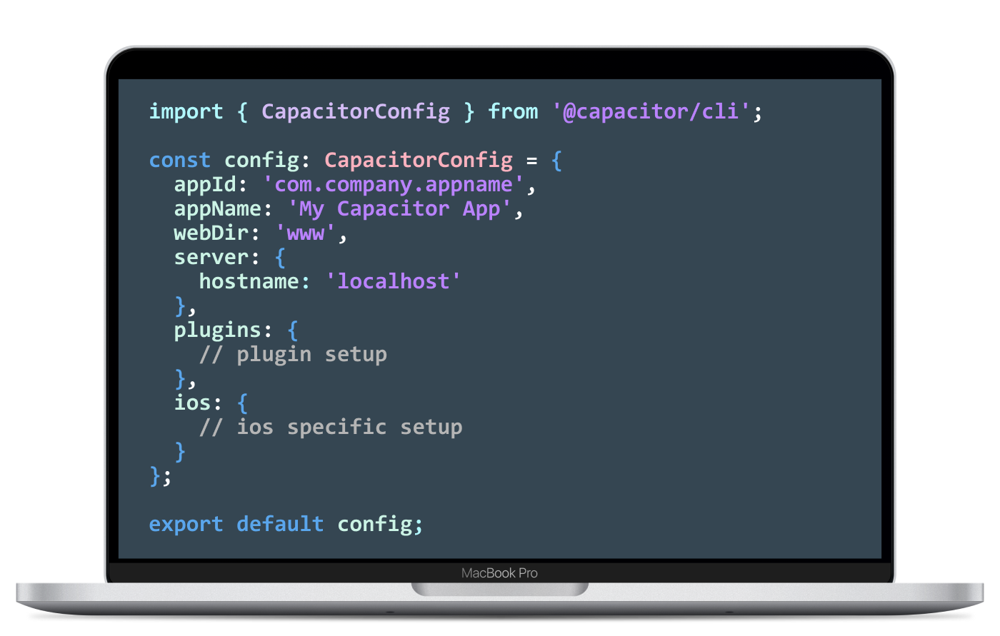 import { CapacitorConfig } from '@capacitor/cli';

const config: CapacitorConfig = {
  appId: 'com.company.appname',
  appName: 'My Capacitor App',
  webDir: 'www',
  server: {
    hostname: 'localhost'
  },
  plugins: {
    // plugin setup
  },
  ios: {
    // ios specific setup
  }
};

export default config;
MacBook Pro